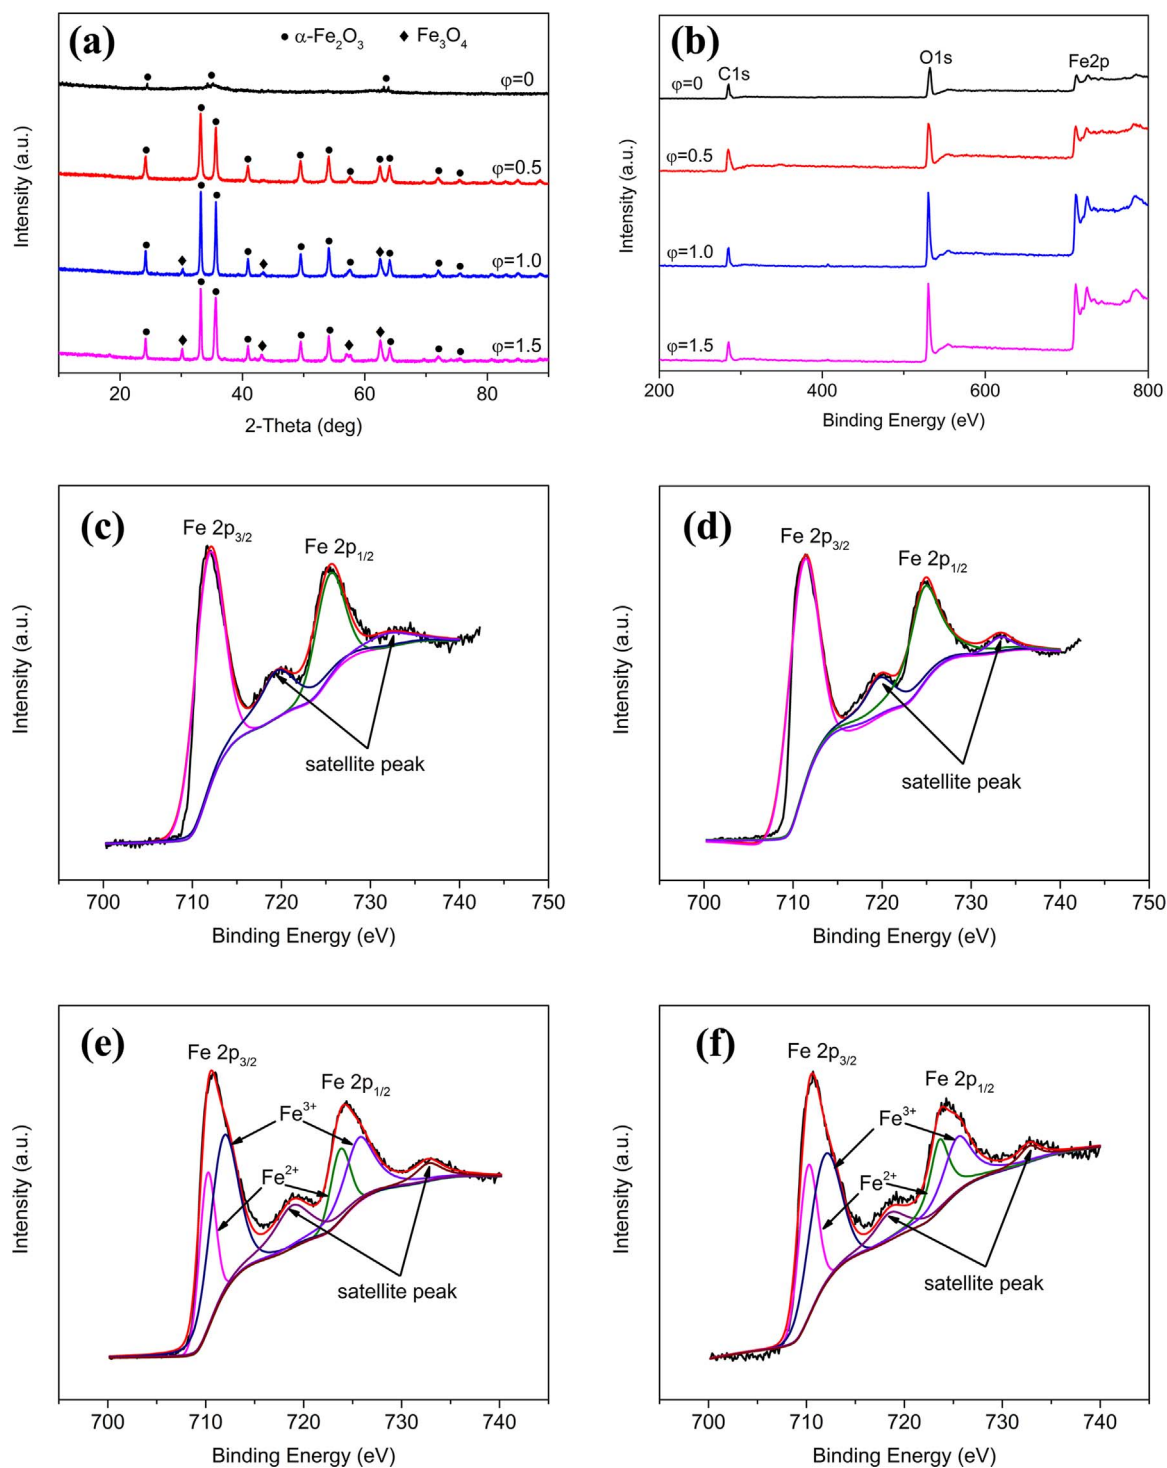 (a)
● α-Fe₂O₃ ♦ Fe₃O₄
φ=0
φ=0.5
φ=1.0
φ=1.5
Intensity (a.u.)
20 40 60 80
2-Theta (deg)
(b)
C1s
O1s
Fe2p
φ=0
φ=0.5
φ=1.0
φ=1.5
Intensity (a.u.)
200 400 600 800
Binding Energy (eV)
(c)
Fe 2p₃/₂
Fe 2p₁/₂
satellite peak
Intensity (a.u.)
700 710 720 730 740 750
Binding Energy (eV)
(d)
Fe 2p₃/₂
Fe 2p₁/₂
satellite peak
Intensity (a.u.)
700 710 720 730 740 750
Binding Energy (eV)
(e)
Fe 2p₃/₂
Fe 2p₁/₂
Fe³⁺
Fe²⁺
satellite peak
Intensity (a.u.)
700 710 720 730 740
Binding Energy (eV)
(f)
Fe 2p₃/₂
Fe 2p₁/₂
Fe³⁺
Fe²⁺
satellite peak
Intensity (a.u.)
700 710 720 730 740
Binding Energy (eV)